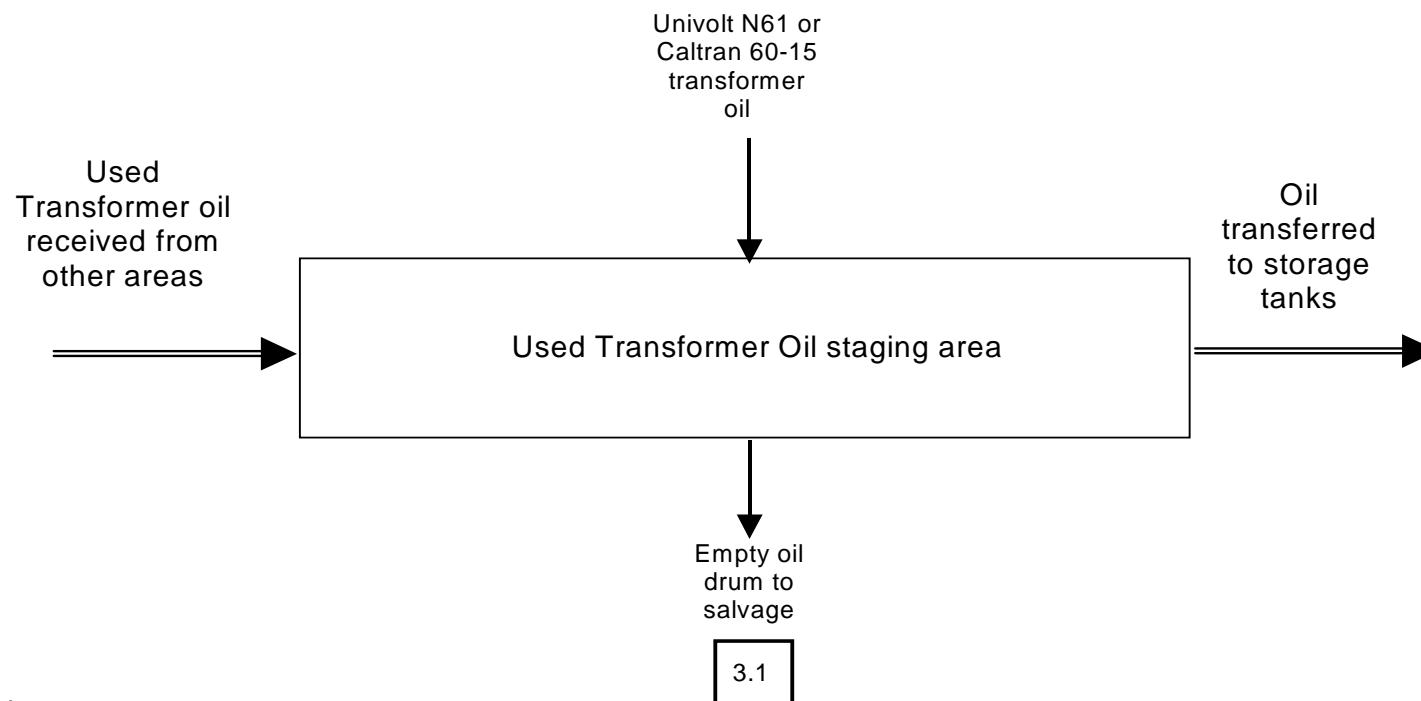 Univolt N61 or
Caltran 60-15
transformer
oil
Used
Transformer oil
received from
other areas
Oil
transferred
to storage
tanks
Used Transformer Oil staging area
Empty oil
drum to
salvage
3.1